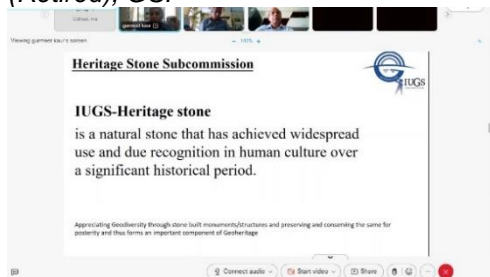 (Retired), GSI
gurmeet kaur
Viewing gurmeet kaur's screen
100%
Heritage Stone Subcommission
IUGS
IUGS-Heritage stone
is a natural stone that has achieved widespread
use and due recognition in human culture over
a significant historical period.
Appreciating Geodiversity through stone built monuments/structures and preserving and conserving the same for
posterity and thus forms an important component of Geoheritage
Connect audio
Start video
Share